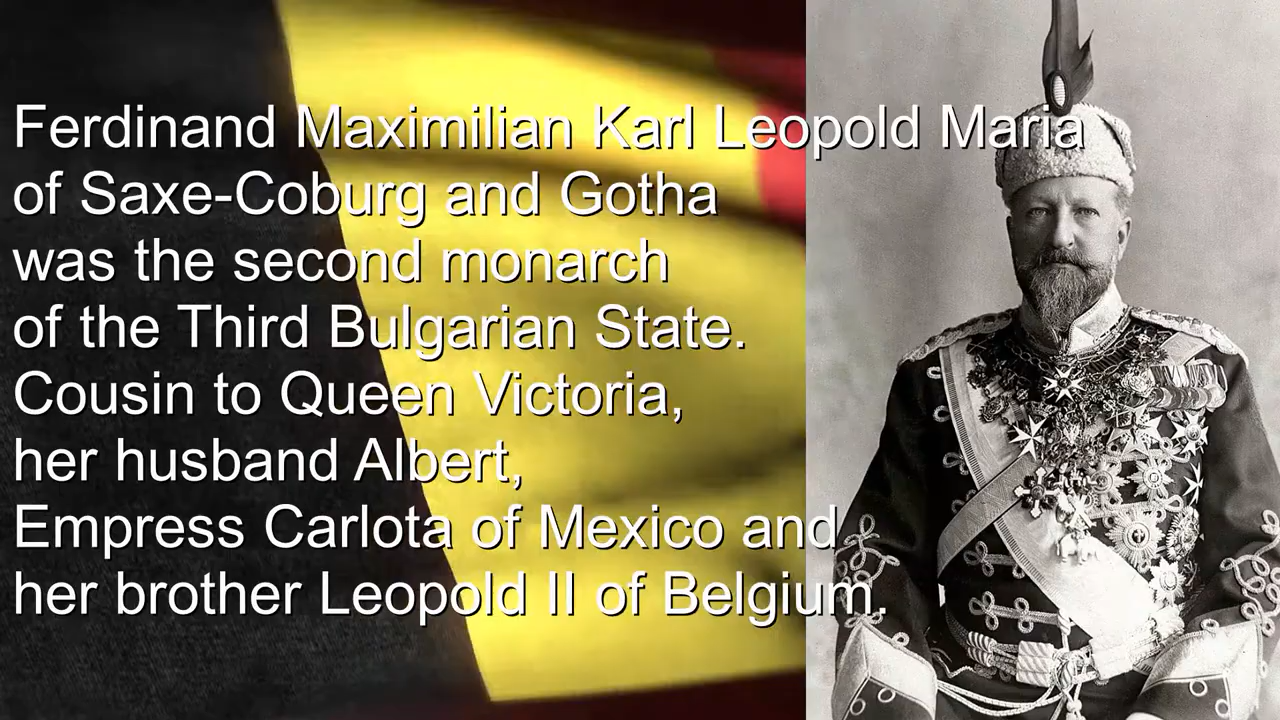 Ferdinand Maximilian Karl Leopold Maria
of Saxe-Coburg and Gotha
was the second monarch
of the Third Bulgarian State.
Cousin to Queen Victoria,
her husband Albert,
Empress Carlota of Mexico and
her brother Leopold II of Belgium.